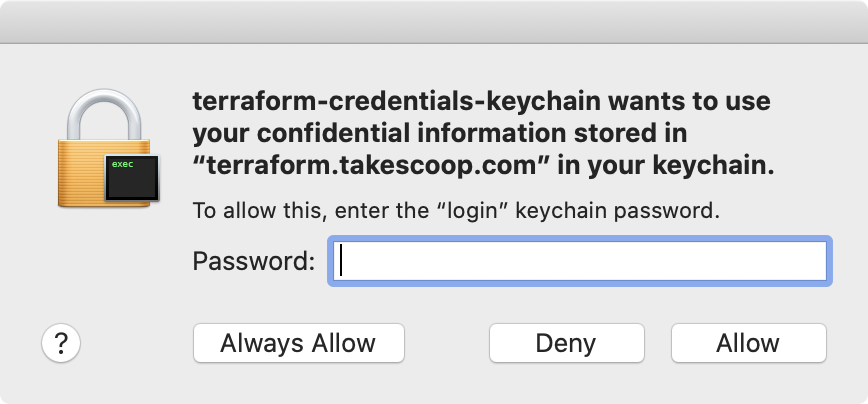 terraform-credentials-keychain wants to use
your confidential information stored in
“terraform.takescoop.com” in your keychain.
exec
To allow this, enter the “login” keychain password.
Password:
?
Always Allow
Deny
Allow